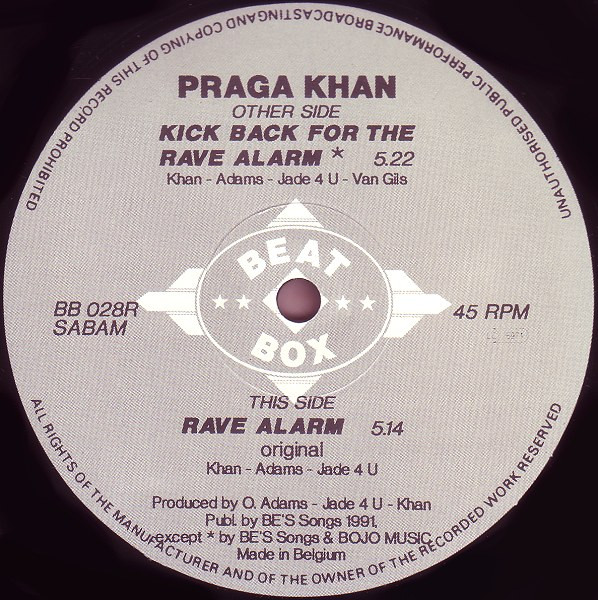 UNAUTHORISED PUBLIC PERFORMANCE BROADCASTINGAND COPYING OF THIS RECORD PROHIBITED
PRAGA KHAN
OTHER SIDE
KICK BACK FOR THE
RAVE ALARM * 5.22
Khan - Adams - Jade 4 U - Van Gils
BEAT
BOX
BB 028R
SABAM
45 RPM
THIS SIDE
RAVE ALARM 5.14
original
Khan - Adams - Jade 4 U
Produced by O. Adams - Jade 4 U - Khan
Publ. by BE'S Songs 1991,
except * by BE'S Songs & BOJO MUSIC
Made in Belgium
ALL RIGHTS OF THE MANUFACTURER AND OF THE OWNER OF THE RECORDED WORK RESERVED